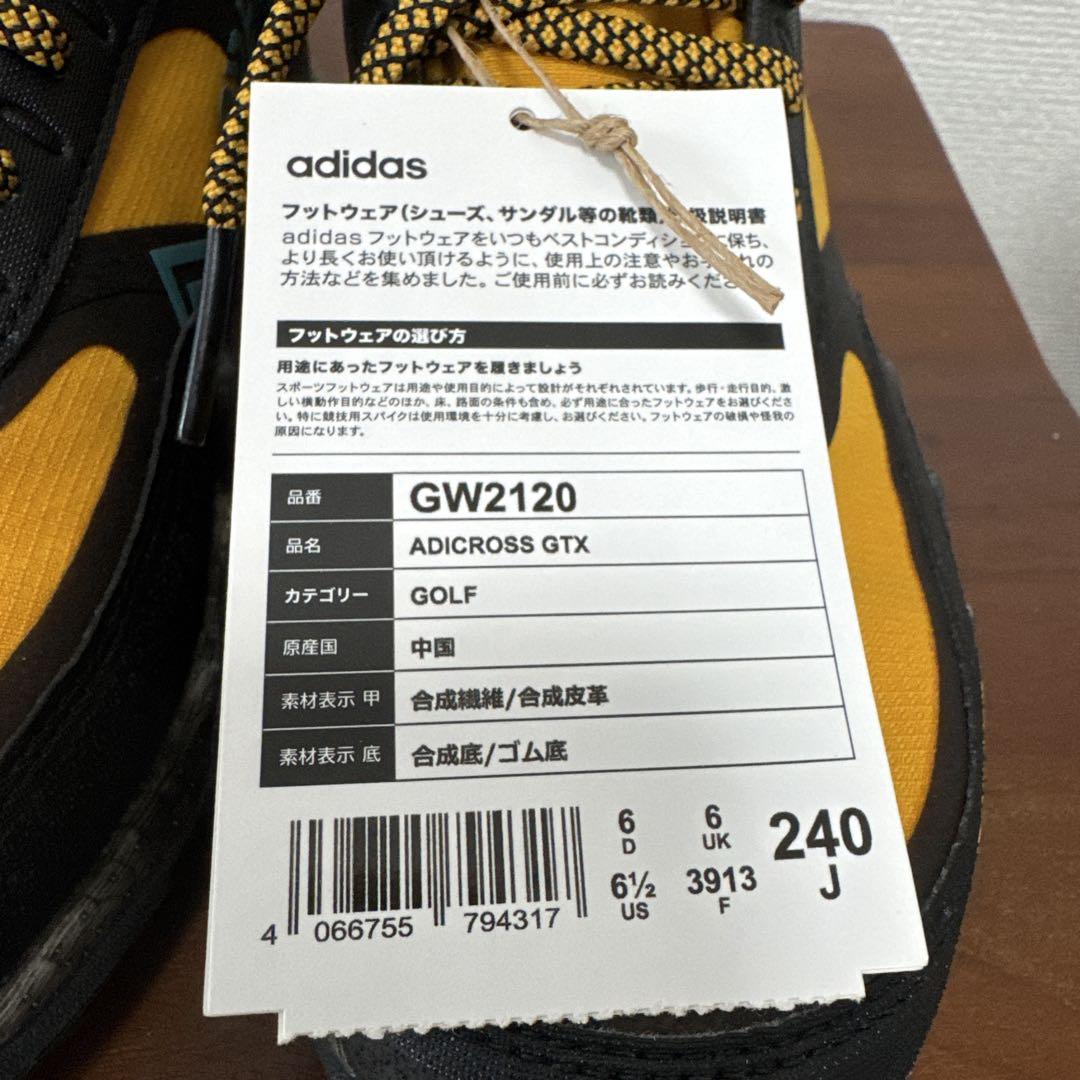 adidas
フットウェア(シューズ、サンダル等の靴類 扱説明書
adidas フットウェアをいつもベストコンディショ に保ち、
より長くお使い頂けるように、使用上の注意やお れの
方法などを集めました。ご使用前に必ずお読みくださ
フットウェアの選び方
用途にあったフットウェアを履きましょう
スポーツフットウェアは用途や使用目的によって設計がそれぞれされています。歩行・走行目的、激
しい横動作目的などのほか、床、路面の条件も含め、必ず用途に合ったフットウェアをお選びくださ
い。特に競技用スパイクは使用環境を十分に考慮し、お選びください。フットウェアの破損や怪我の
原因になります。
品番 GW2120
品名 ADICROSS GTX
カテゴリー GOLF
原産国 中国
素材表示 甲 合成繊維/合成皮革
素材表示 底 合成底/ゴム底
6 D 6 UK 240 J
6½ US 3913 F
4 066755 794317